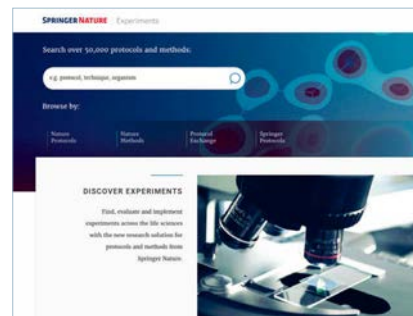 SPRINGER NATURE | Experiments
Search over 50,000 protocols and methods:
e.g. protocol, technique, organism
Browse by:
Nature Protocols
Nature Methods
Protocol Exchange
Springer Protocols
DISCOVER EXPERIMENTS
Find, evaluate and implement
experiments across the life sciences
with the new research solution for
protocols and methods from
Springer Nature.